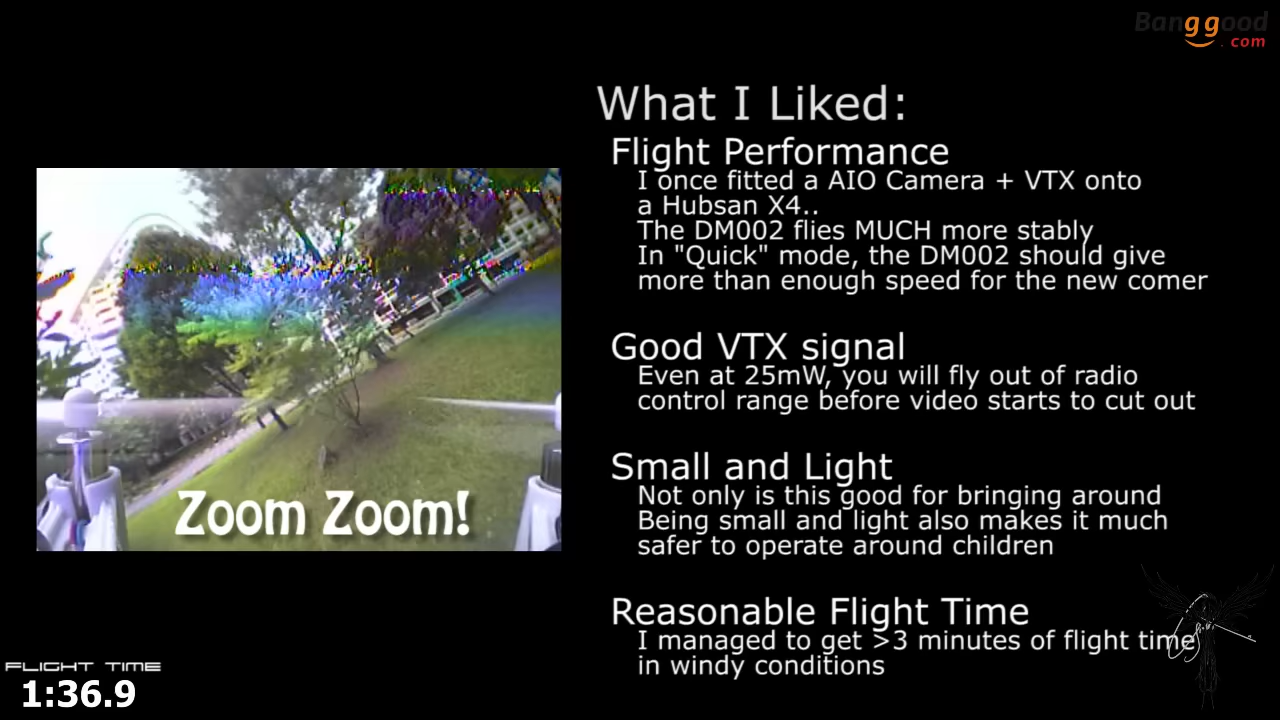 Banggood
.com
What I Liked:
Flight Performance
I once fitted a AIO Camera + VTX onto
a Hubsan X4..
The DM002 flies MUCH more stably
In "Quick" mode, the DM002 should give
more than enough speed for the new comer
Good VTX signal
Even at 25mW, you will fly out of radio
control range before video starts to cut out
Small and Light
Not only is this good for bringing around
Being small and light also makes it much
safer to operate around children
Reasonable Flight Time
I managed to get >3 minutes of flight time
in windy conditions
Zoom Zoom!
FLIGHT TIME
1:36.9